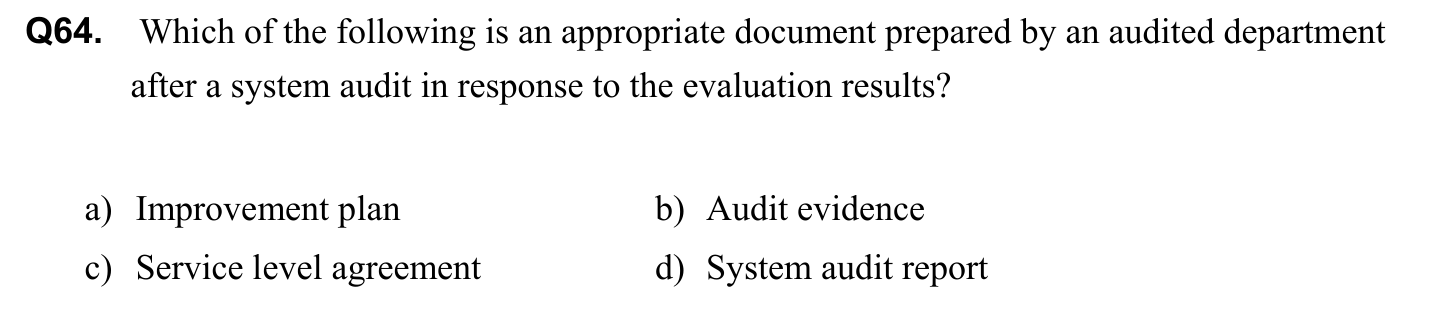 Q64. Which of the following is an appropriate document prepared by an audited department
after a system audit in response to the evaluation results?
a) Improvement plan b) Audit evidence
c) Service level agreement d) System audit report